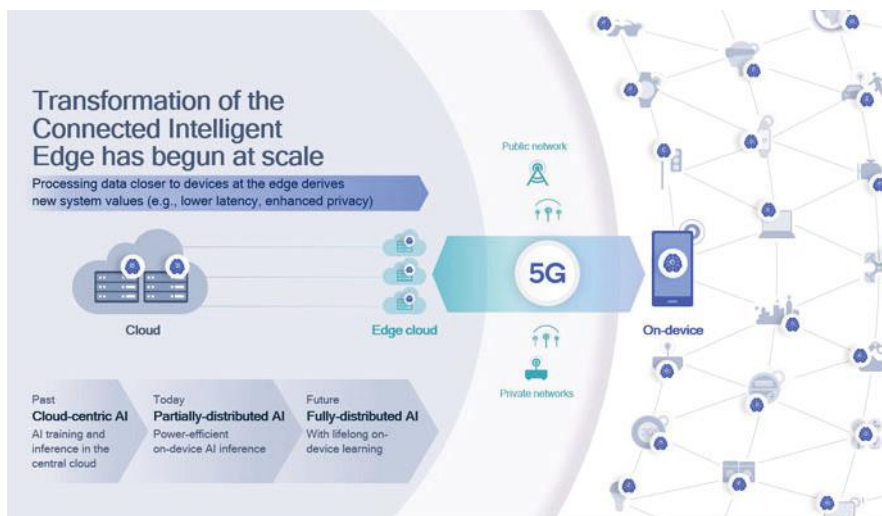 Transformation of the
Connected Intelligent
Edge has begun at scale
Processing data closer to devices at the edge derives
new system values (e.g., lower latency, enhanced privacy)
Public network
5G
Cloud
Edge cloud
On-device
Private networks
Past
Cloud-centric AI
AI training and
inference in the
central cloud
Today
Partially-distributed AI
Power-efficient
on-device AI inference
Future
Fully-distributed AI
With lifelong on-
device learning